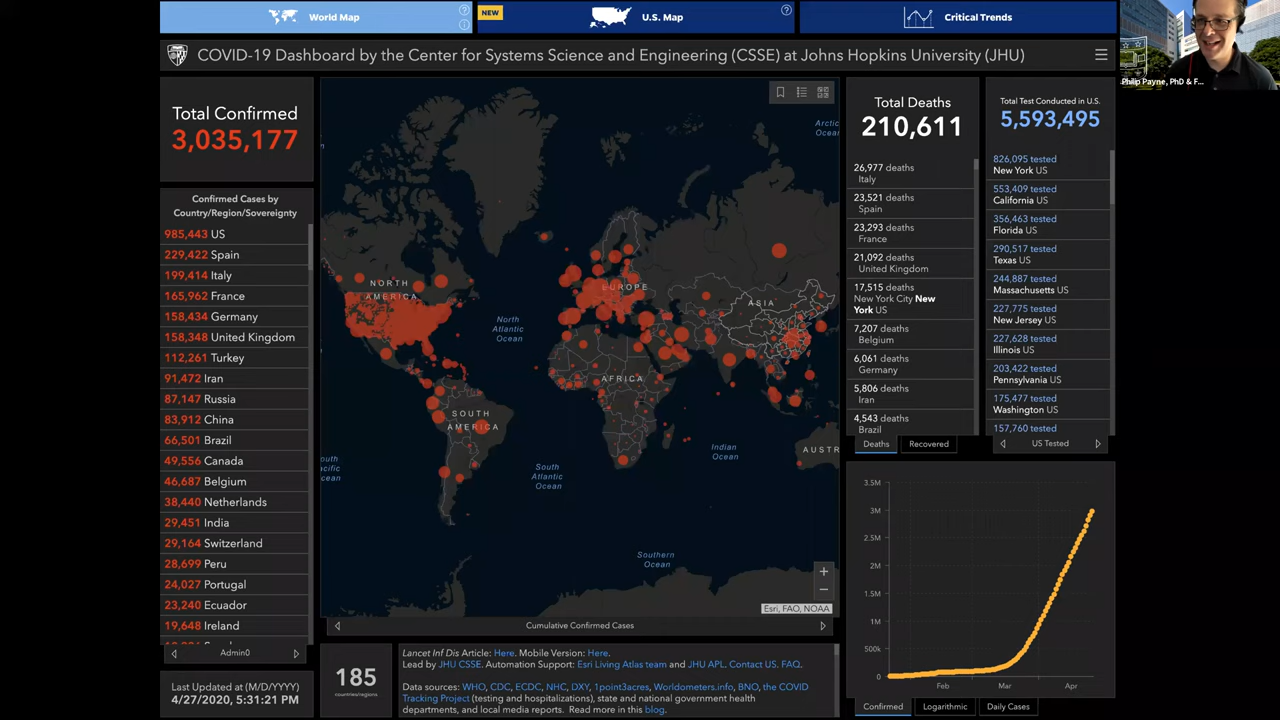 World Map
NEW
U.S. Map
Critical Trends
COVID-19 Dashboard by the Center for Systems Science and Engineering (CSSE) at Johns Hopkins University (JHU)
Philip Payne, PhD & F...
Total Confirmed
3,035,177
Confirmed Cases by
Country/Region/Sovereignty
985,443 US
229,422 Spain
199,414 Italy
165,962 France
158,434 Germany
158,348 United Kingdom
112,261 Turkey
91,472 Iran
87,147 Russia
83,912 China
66,501 Brazil
49,556 Canada
46,687 Belgium
38,440 Netherlands
29,451 India
29,164 Switzerland
28,699 Peru
24,027 Portugal
23,240 Ecuador
19,648 Ireland
Admin0
Last Updated at (M/D/YYYY)
4/27/2020, 5:31:21 PM
Arctic
Ocean
NORTH
AMERICA
EUROPE
ASIA
North
Atlantic
Ocean
AFRICA
SOUTH
AMERICA
Indian
Ocean
AUSTR
South
Atlantic
Ocean
Southern
Ocean
Esri, FAO, NOAA
Cumulative Confirmed Cases
185
countries/regions
Lancet Inf Dis Article: Here. Mobile Version: Here.
Lead by JHU CSSE. Automation Support: Esri Living Atlas team and JHU APL. Contact US. FAQ.
Data sources: WHO, CDC, ECDC, NHC, DXY, 1point3acres, Worldometers.info, BNO, the COVID
Tracking Project (testing and hospitalizations), state and national government health
departments, and local media reports. Read more in this blog.
Total Deaths
210,611
26,977 deaths
Italy
23,521 deaths
Spain
23,293 deaths
France
21,092 deaths
United Kingdom
17,515 deaths
New York City New
York US
7,207 deaths
Belgium
6,061 deaths
Germany
5,806 deaths
Iran
4,543 deaths
Brazil
Deaths
Recovered
Total Test Conducted in U.S.
5,593,495
826,095 tested
New York US
553,409 tested
California US
356,463 tested
Florida US
290,517 tested
Texas US
244,887 tested
Massachusetts US
227,775 tested
New Jersey US
227,628 tested
Illinois US
203,422 tested
Pennsylvania US
175,477 tested
Washington US
157,760 tested
US Tested
3.5M
3M
2.5M
2M
1.5M
1M
500k
0
Feb
Mar
Apr
Confirmed
Logarithmic
Daily Cases